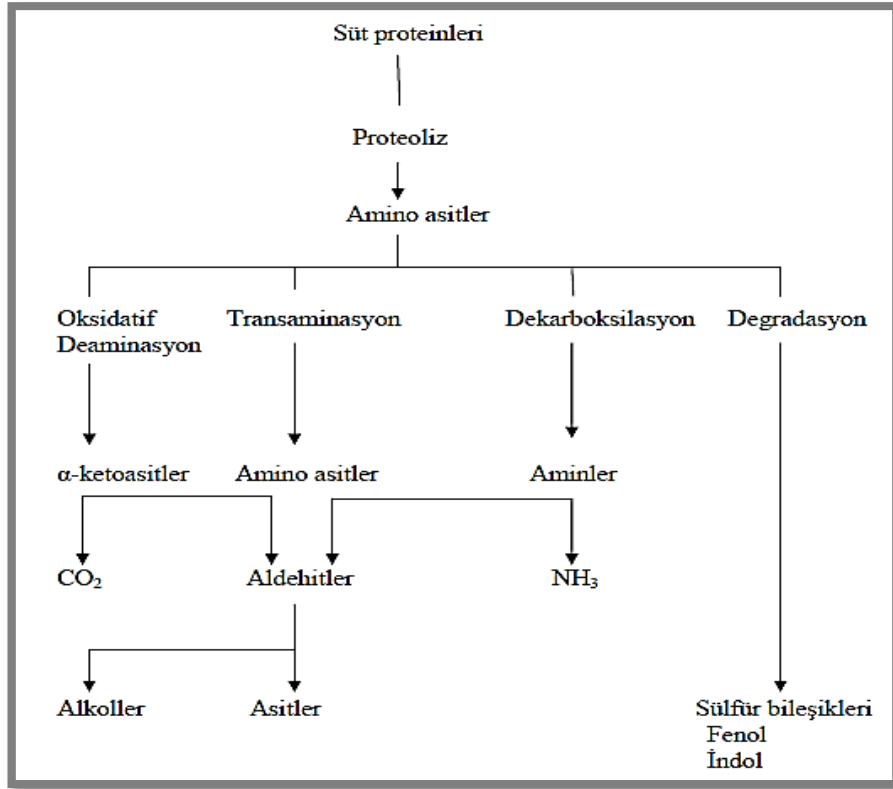 Süt proteinleri
Proteoliz
Amino asitler
Oksidatif
Deaminasyon
Transaminasyon
Dekarboksilasyon
Degradasyon
α-ketoasitler
Amino asitler
Aminler
CO₂
Aldehitler
NH₃
Alkoller
Asitler
Sülfür bileşikleri
Fenol
İndol